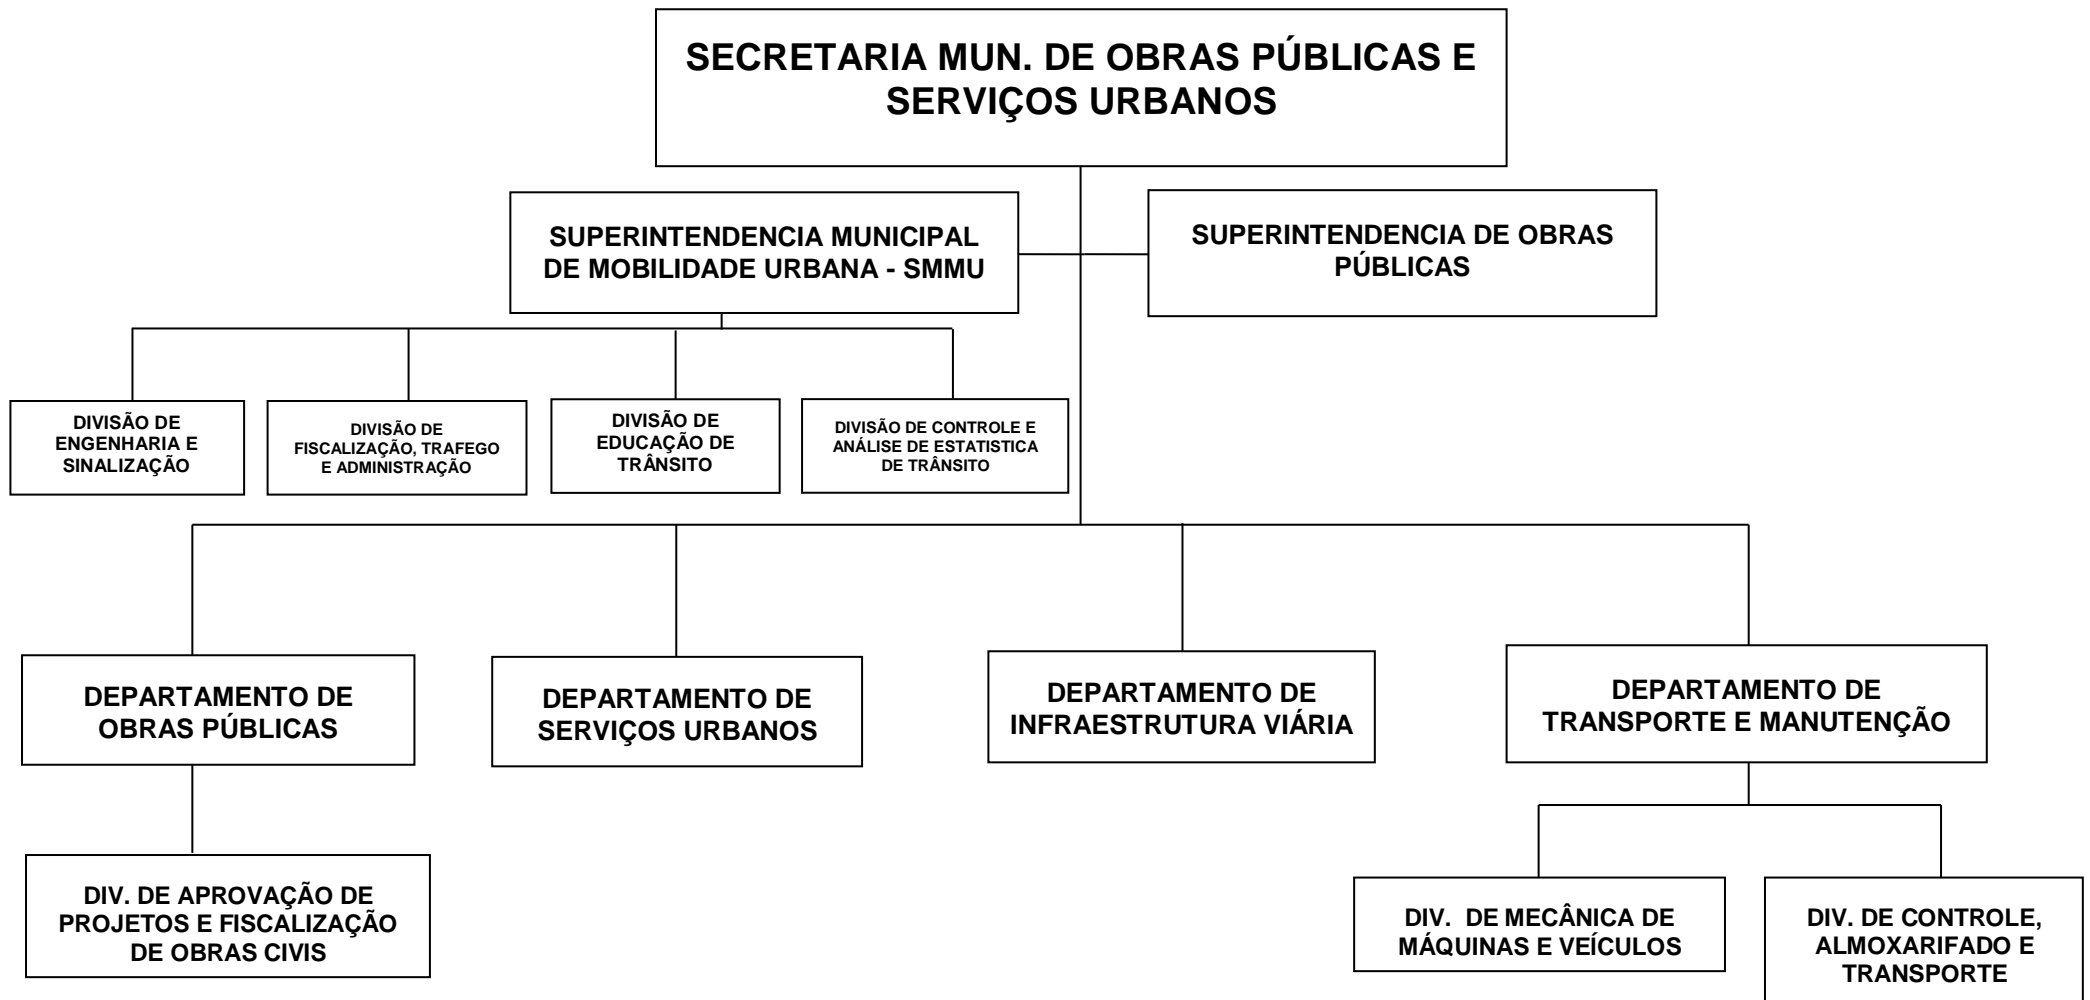 SECRETARIA MUN. DE OBRAS PÚBLICAS E
SERVIÇOS URBANOS
SUPERINTENDENCIA MUNICIPAL
DE MOBILIDADE URBANA - SMMU
SUPERINTENDENCIA DE OBRAS
PÚBLICAS
DIVISÃO DE
ENGENHARIA E
SINALIZAÇÃO
DIVISÃO DE
FISCALIZAÇÃO, TRAFEGO
E ADMINISTRAÇÃO
DIVISÃO DE
EDUCAÇÃO DE
TRÂNSITO
DIVISÃO DE CONTROLE E
ANÁLISE DE ESTATISTICA
DE TRÂNSITO
DEPARTAMENTO DE
OBRAS PÚBLICAS
DEPARTAMENTO DE
SERVIÇOS URBANOS
DEPARTAMENTO DE
INFRAESTRUTURA VIÁRIA
DEPARTAMENTO DE
TRANSPORTE E MANUTENÇÃO
DIV. DE APROVAÇÃO DE
PROJETOS E FISCALIZAÇÃO
DE OBRAS CIVIS
DIV. DE MECÂNICA DE
MÁQUINAS E VEÍCULOS
DIV. DE CONTROLE,
ALMOXARIFADO E
TRANSPORTE